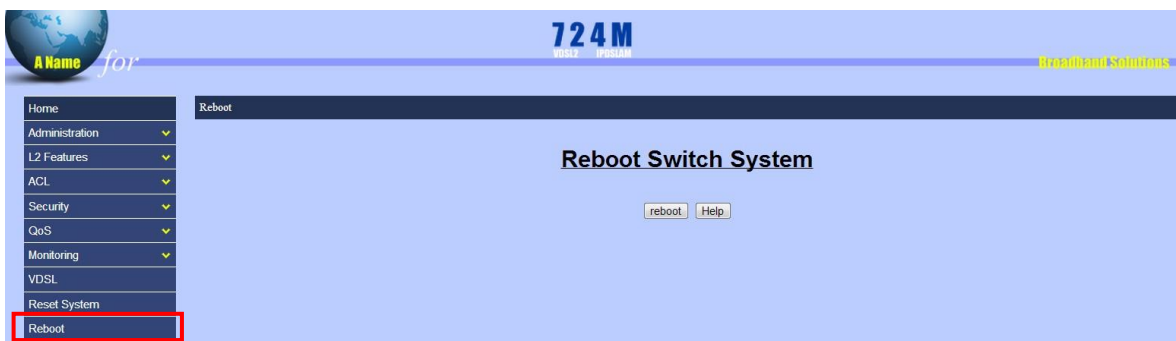 724M
VDSL2 IPDSLAM
A Name for
Broadband Solutions
Home
Administration
L2 Features
ACL
Security
QoS
Monitoring
VDSL
Reset System
Reboot
Reboot
Reboot Switch System
reboot Help